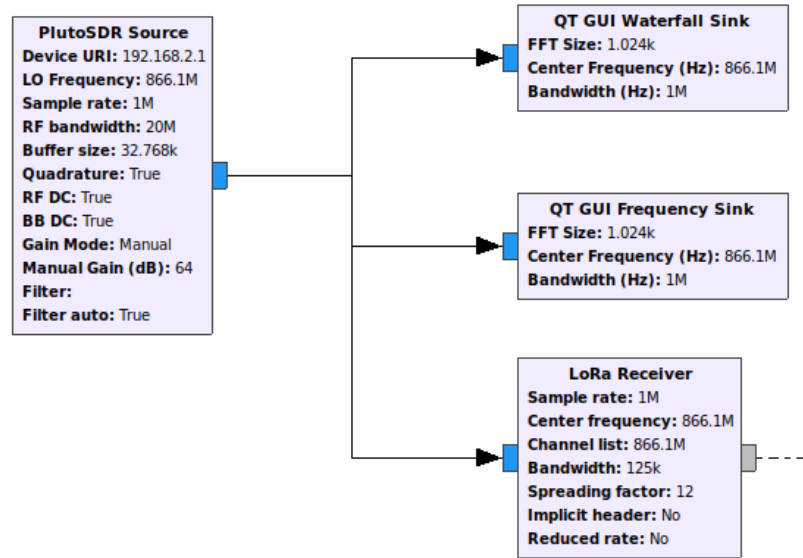 PlutoSDR Source
Device URI: 192.168.2.1
LO Frequency: 866.1M
Sample rate: 1M
RF bandwidth: 20M
Buffer size: 32.768k
Quadrature: True
RF DC: True
BB DC: True
Gain Mode: Manual
Manual Gain (dB): 64
Filter:
Filter auto: True
QT GUI Waterfall Sink
FFT Size: 1.024k
Center Frequency (Hz): 866.1M
Bandwidth (Hz): 1M
QT GUI Frequency Sink
FFT Size: 1.024k
Center Frequency (Hz): 866.1M
Bandwidth (Hz): 1M
LoRa Receiver
Sample rate: 1M
Center frequency: 866.1M
Channel list: 866.1M
Bandwidth: 125k
Spreading factor: 12
Implicit header: No
Reduced rate: No